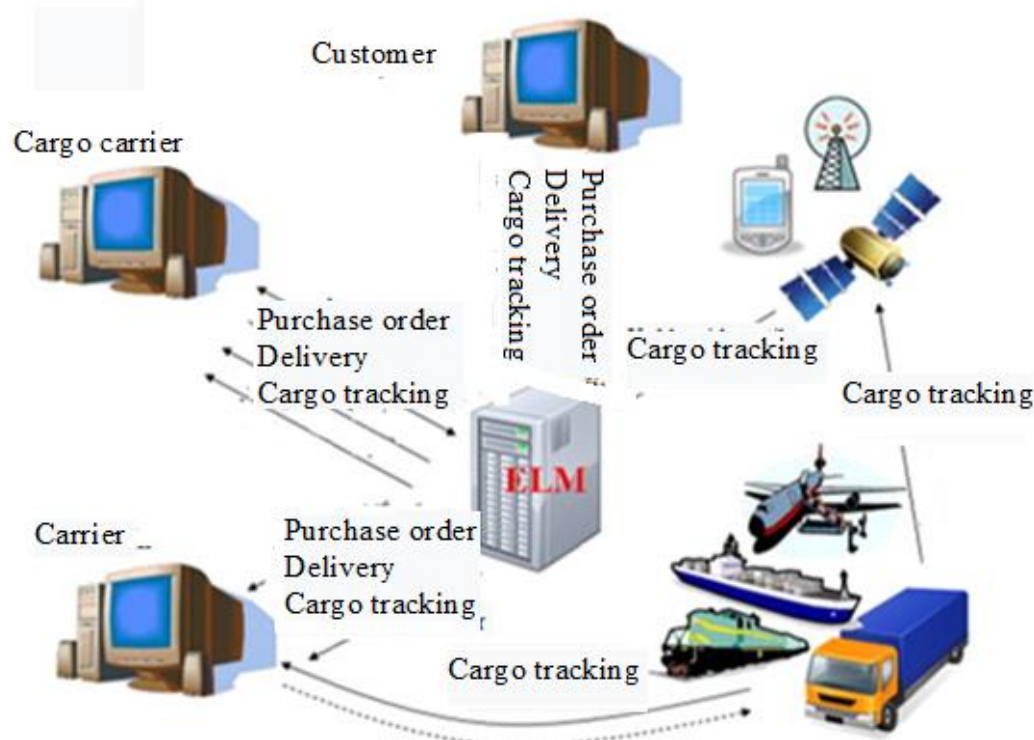 Customer
Cargo carrier
Purchase order
Delivery
Cargo tracking
Purchase order
Delivery
Cargo tracking
Cargo tracking
Cargo tracking
ELM
Carrier
Purchase order
Delivery
Cargo tracking
Cargo tracking